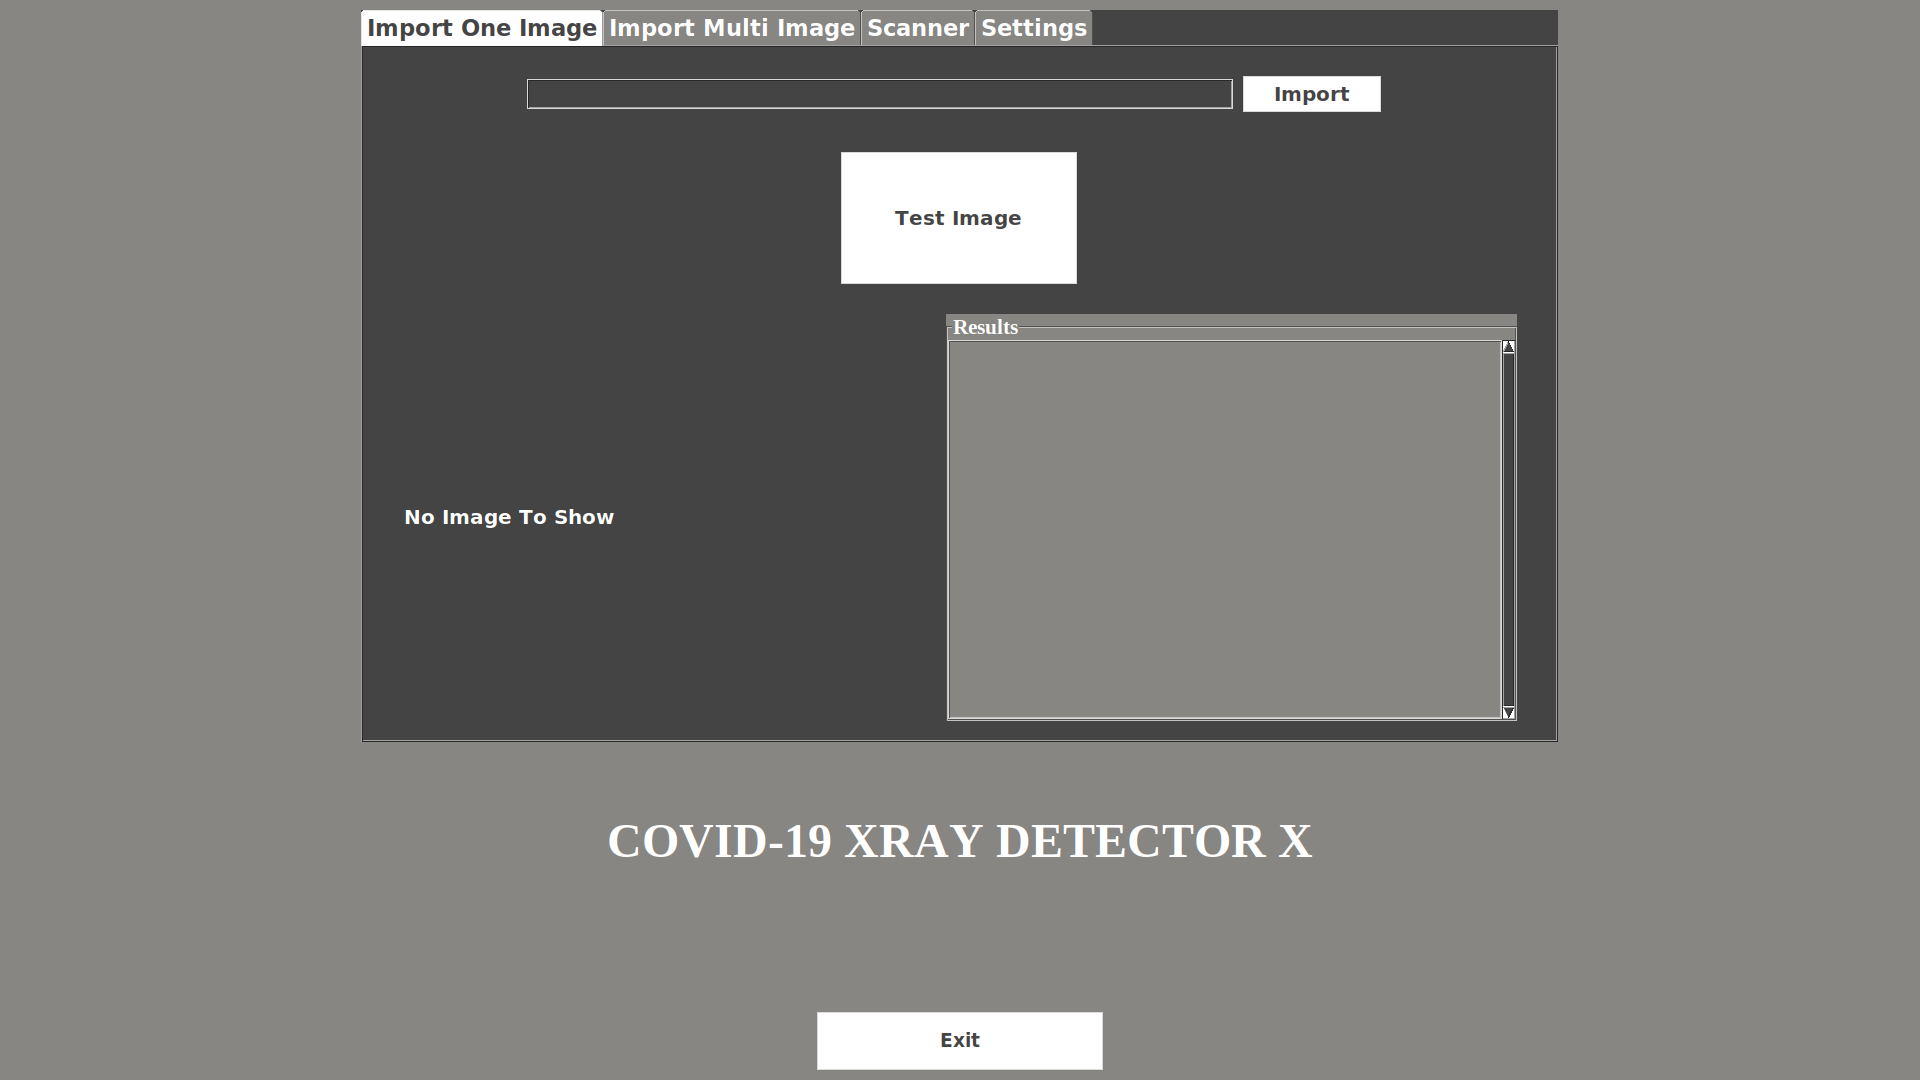 Import One Image Import Multi Image Scanner Settings
Import
Test Image
Results
No Image To Show
COVID-19 XRAY DETECTOR X
Exit